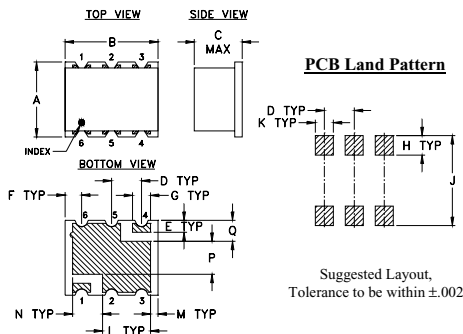 TOP VIEW
SIDE VIEW
B
C
MAX
1
2
3
A
6
5
4
INDEX
BOTTOM VIEW
F TYP
D TYP
G TYP
6
5
4
E TYP
Q
P
1
2
3
N TYP
M TYP
L TYP
PCB Land Pattern
D TYP
K TYP
H TYP
J
Suggested Layout,
Tolerance to be within ±.002